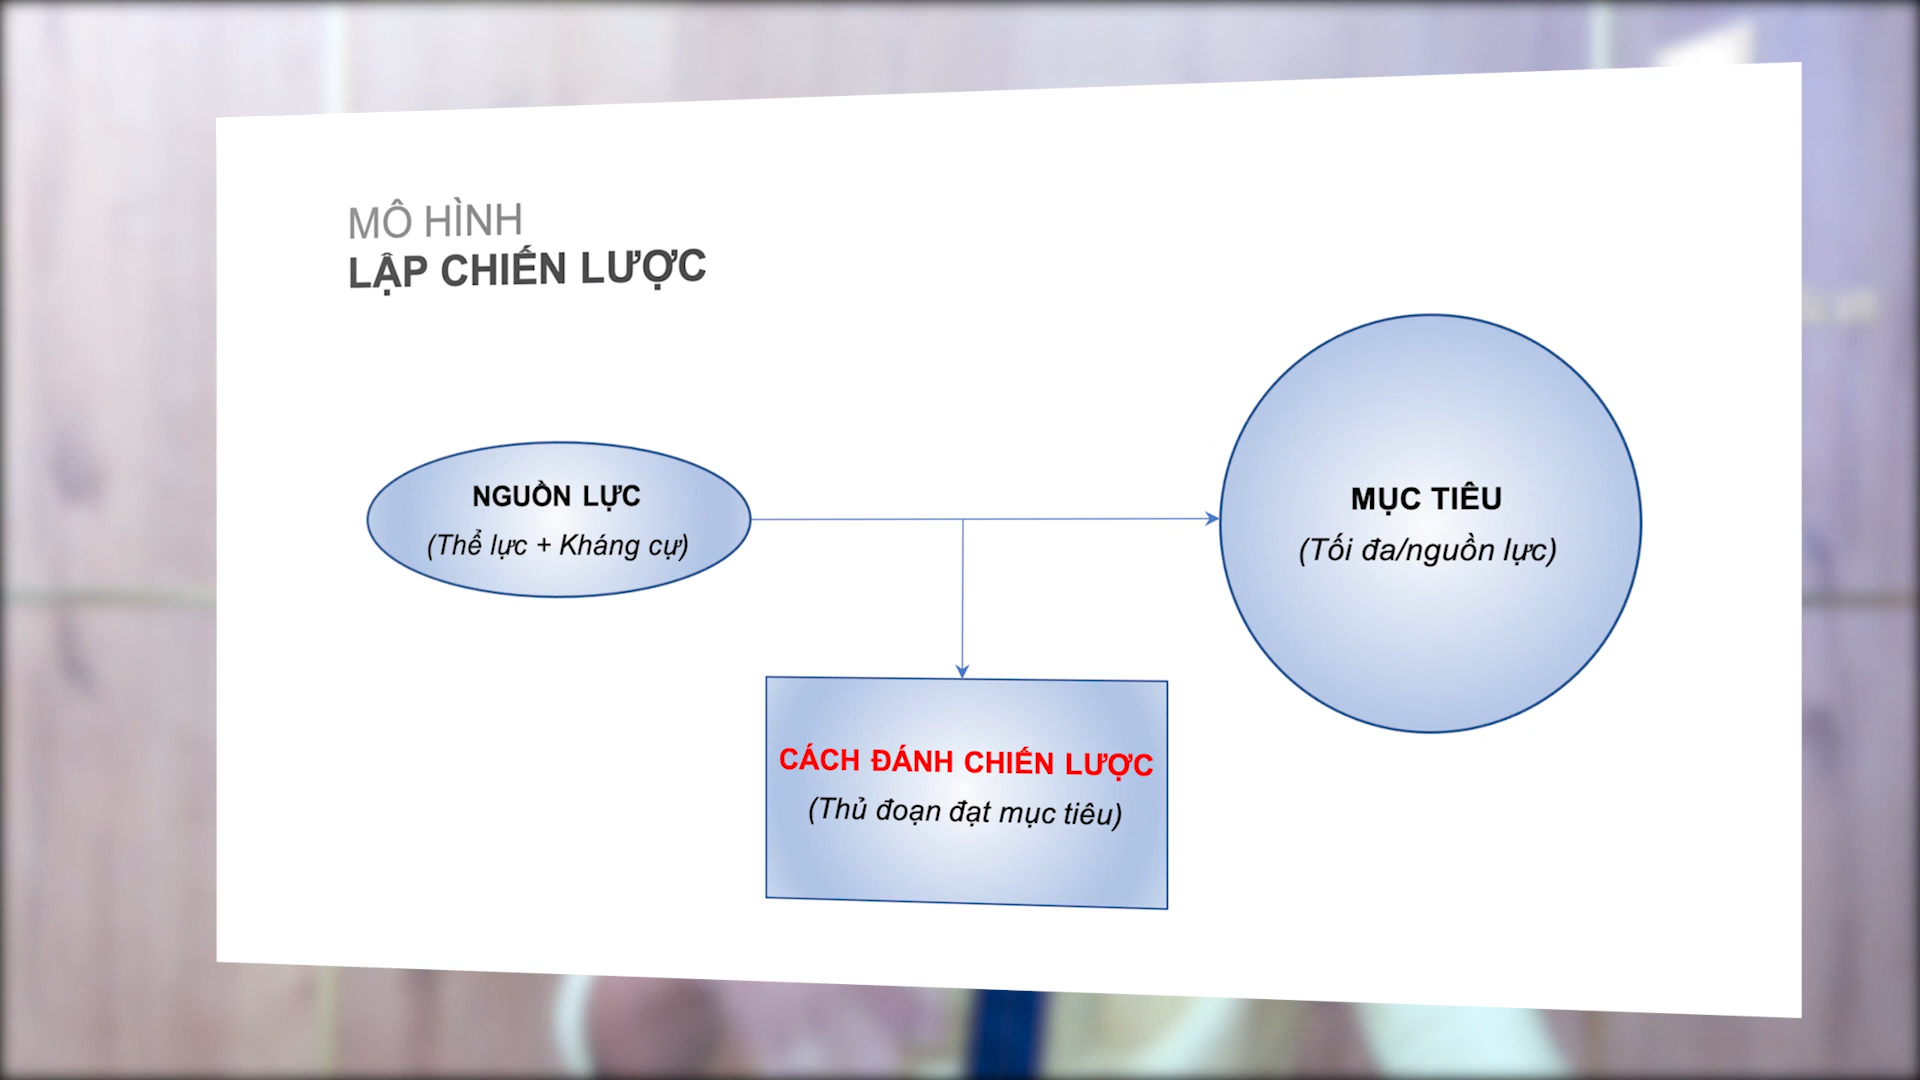 MÔ HÌNH
LẬP CHIẾN LƯỢC
NGUỒN LỰC
(Thể lực + Kháng cự)
MỤC TIÊU
(Tối đa/nguồn lực)
CÁCH ĐÁNH CHIẾN LƯỢC
(Thủ đoạn đạt mục tiêu)